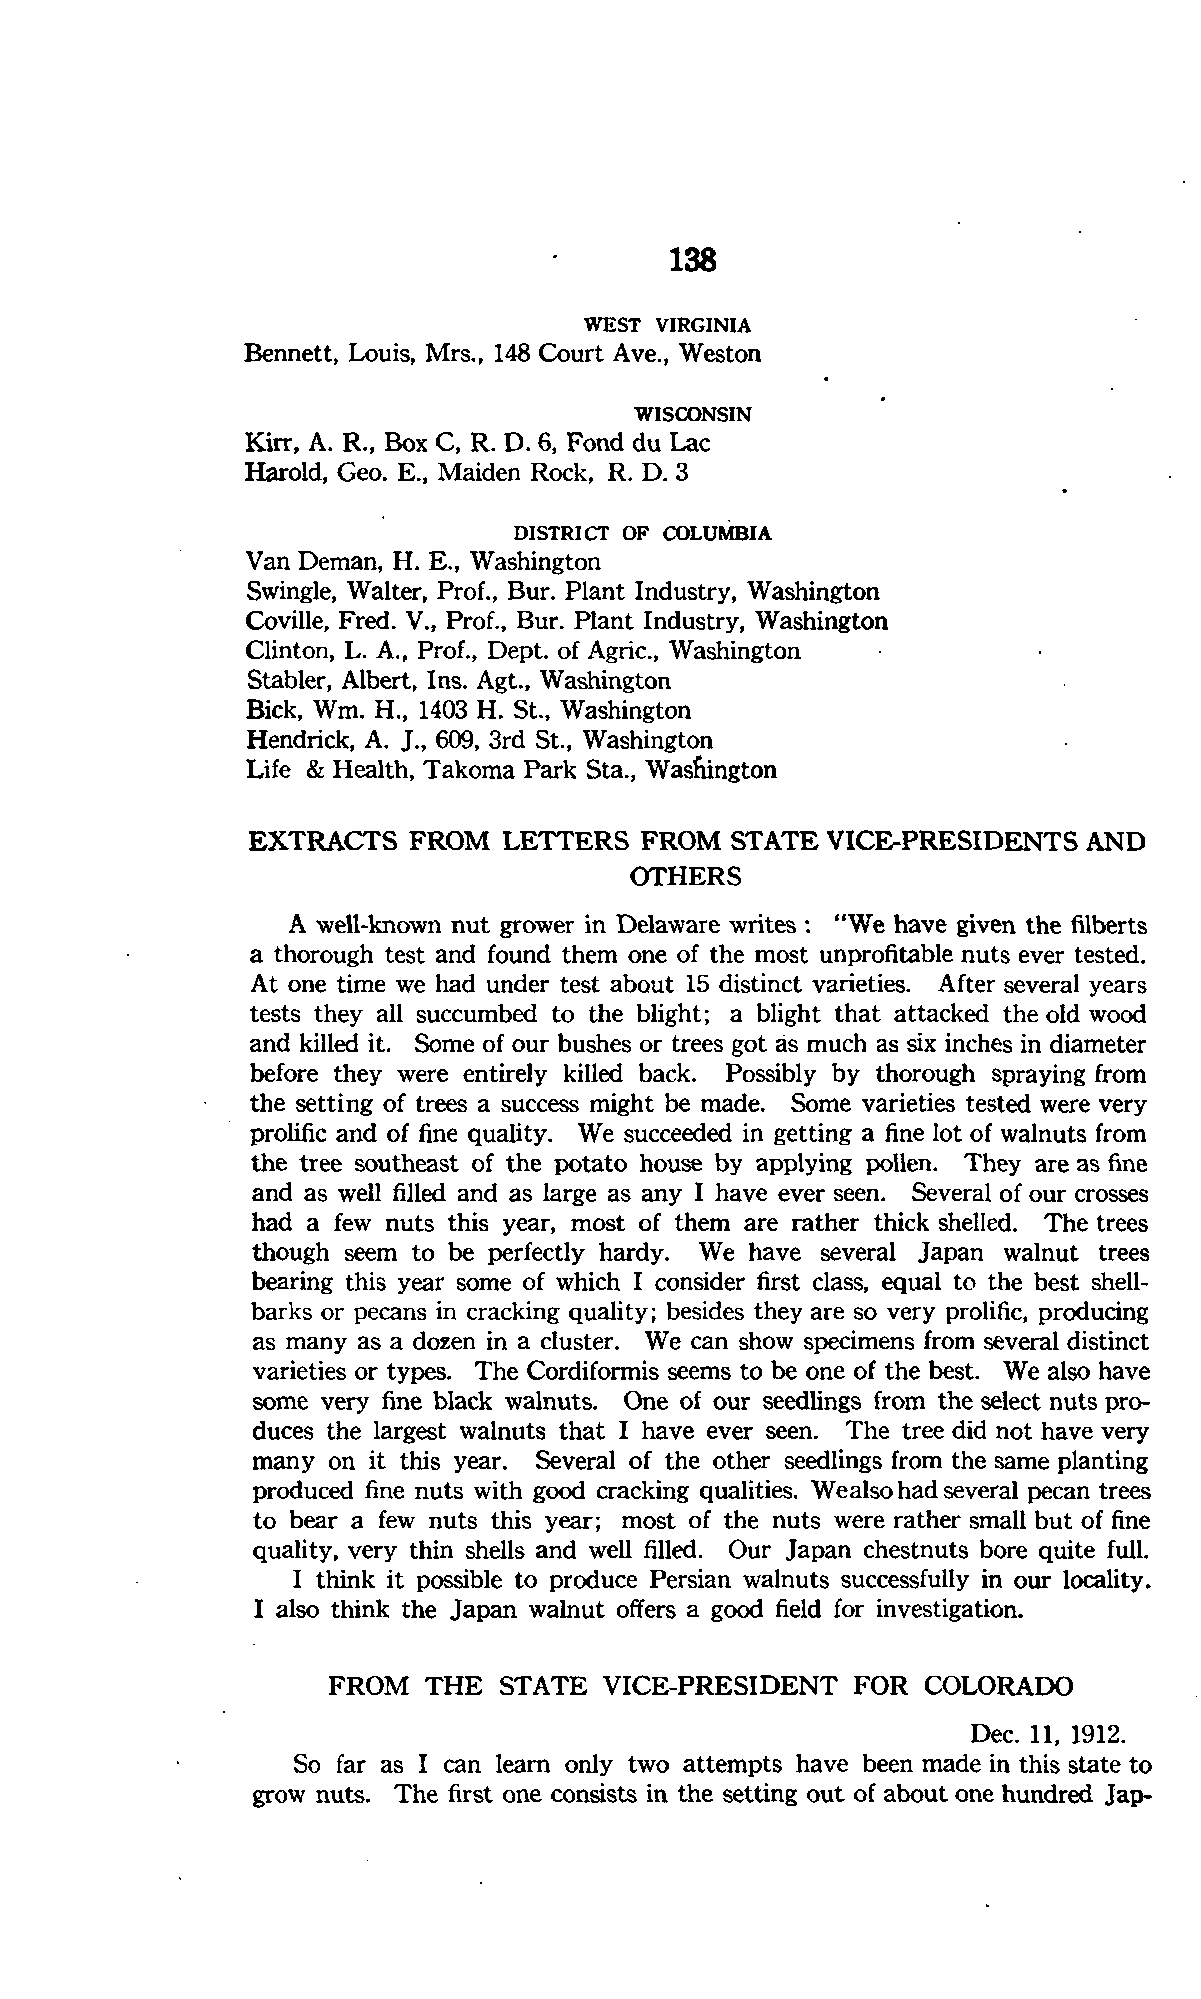 138
WEST VIRGINIA
Bennett, Louis, Mrs., 148 Court Ave., Weston
WISCONSIN
Kirr, A. R., Box C, R. D. 6, Fond du Lac
Harold, Geo. E., Maiden Rock, R. D. 3
DISTRICT OF COLUMBIA
Van Deman, H. E., Washington
Swingle, Walter, Prof., Bur. Plant Industry, Washington
Coville, Fred. V., Prof., Bur. Plant Industry, Washington
Clinton, L. A., Prof., Dept. of Agric., Washington
Stabler, Albert, Ins. Agt., Washington
Bick, Wm. H., 1403 H. St., Washington
Hendrick, A. J., 609, 3rd St., Washington
Life & Health, Takoma Park Sta., Washington
EXTRACTS FROM LETTERS FROM STATE VICE-PRESIDENTS AND
OTHERS
A well-known nut grower in Delaware writes : "We have given the filberts
a thorough test and found them one of the most unprofitable nuts ever tested.
At one time we had under test about 15 distinct varieties. After several years
tests they all succumbed to the blight; a blight that attacked the old wood
and killed it. Some of our bushes or trees got as much as six inches in diameter
before they were entirely killed back. Possibly by thorough spraying from
the setting of trees a success might be made. Some varieties tested were very
prolific and of fine quality. We succeeded in getting a fine lot of walnuts from
the tree southeast of the potato house by applying pollen. They are as fine
and as well filled and as large as any I have ever seen. Several of our crosses
had a few nuts this year, most of them are rather thick shelled. The trees
though seem to be perfectly hardy. We have several Japan walnut trees
bearing this year some of which I consider first class, equal to the best shell-
barks or pecans in cracking quality; besides they are so very prolific, producing
as many as a dozen in a cluster. We can show specimens from several distinct
varieties or types. The Cordiformis seems to be one of the best. We also have
some very fine black walnuts. One of our seedlings from the select nuts pro-
duces the largest walnuts that I have ever seen. The tree did not have very
many on it this year. Several of the other seedlings from the same planting
produced fine nuts with good cracking qualities. We also had several pecan trees
to bear a few nuts this year; most of the nuts were rather small but of fine
quality, very thin shells and well filled. Our Japan chestnuts bore quite full.
I think it possible to produce Persian walnuts successfully in our locality.
I also think the Japan walnut offers a good field for investigation.
FROM THE STATE VICE-PRESIDENT FOR COLORADO
Dec. 11, 1912.
So far as I can learn only two attempts have been made in this state to
grow nuts. The first one consists in the setting out of about one hundred Jap-